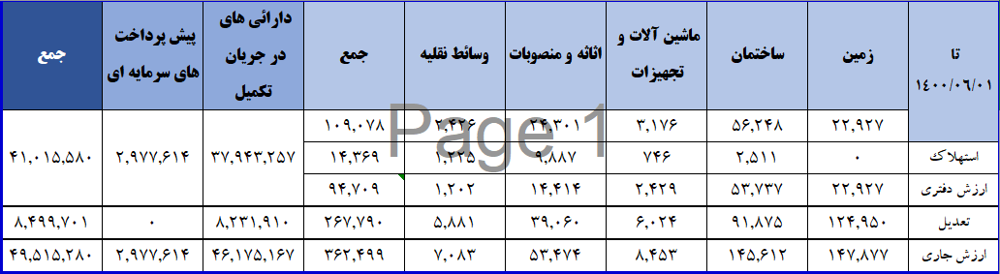 تا ۱۴۰۰/۰۶/۰۱ زمین ساختمان ماشین آلات و تجهیزات اثاثه و منصوبات وسائط نقلیه جمع دارائی های در جریان تکمیل پیش پرداخت های سرمایه ای جمع
۲۲,۹۲۷ ۵۶,۲۴۸ ۳,۱۷۶ ۲۴,۳۰۱ ۲,۴۲۶ ۱۰۹,۰۷۸
استهلاک ۰ ۲,۵۱۱ ۷۴۶ ۹,۸۸۷ ۱,۲۲۵ ۱۴,۳۶۹ ۳۷,۹۴۳,۲۵۷ ۲,۹۷۷,۶۱۴ ۴۱,۰۱۵,۵۸۰
ارزش دفتری ۲۲,۹۲۷ ۵۳,۷۳۷ ۲,۴۲۹ ۱۴,۴۱۴ ۱,۲۰۲ ۹۴,۷۰۹
تعدیل ۱۲۴,۹۵۰ ۹۱,۸۷۵ ۶,۰۲۴ ۳۹,۰۶۰ ۵,۸۸۱ ۲۶۷,۷۹۰ ۸,۲۳۱,۹۱۰ ۰ ۸,۴۹۹,۷۰۱
ارزش جاری ۱۴۷,۸۷۷ ۱۴۵,۶۱۲ ۸,۴۵۳ ۵۳,۴۷۴ ۷,۰۸۳ ۳۶۲,۴۹۹ ۴۶,۱۷۵,۱۶۷ ۲,۹۷۷,۶۱۴ ۴۹,۵۱۵,۲۸۰
Page 1